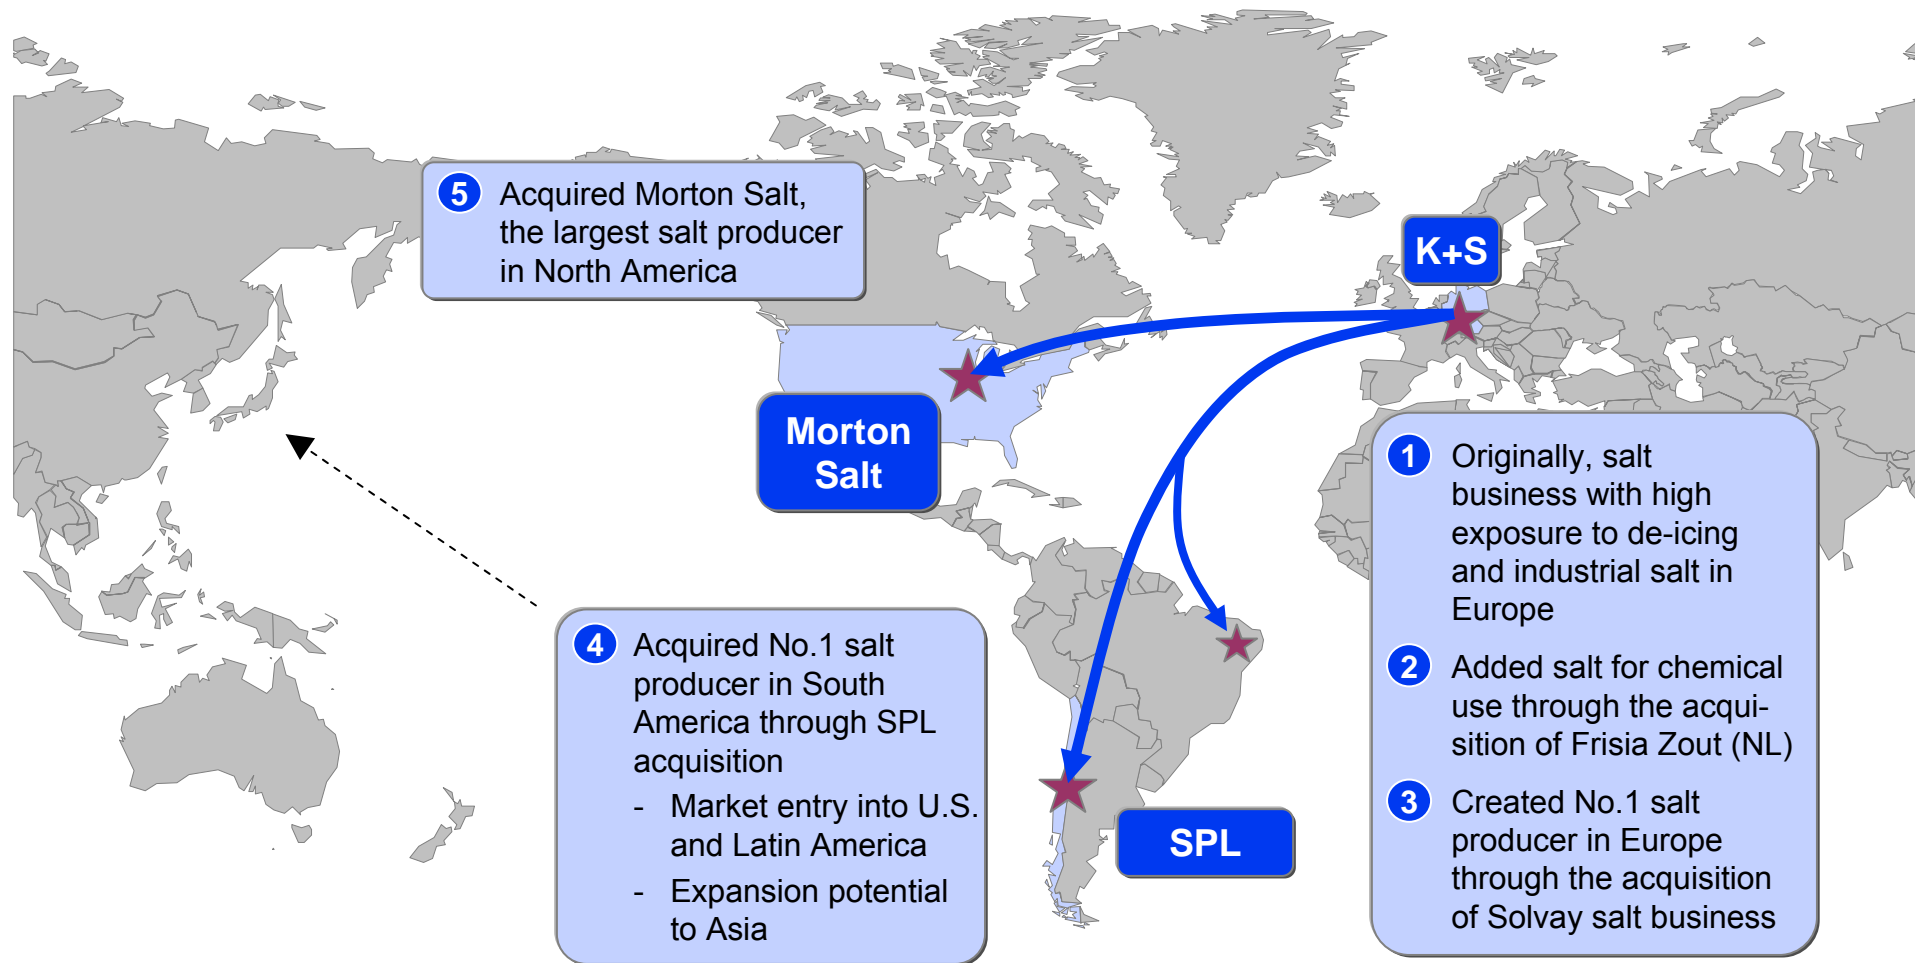 5 Acquired Morton Salt,
the largest salt producer
in North America
K+S
Morton
Salt
1 Originally, salt
business with high
exposure to de-icing
and industrial salt in
Europe
2 Added salt for chemical
use through the acqui-
sition of Frisia Zout (NL)
3 Created No.1 salt
producer in Europe
through the acquisition
of Solvay salt business
4 Acquired No.1 salt
producer in South
America through SPL
acquisition
- Market entry into U.S.
and Latin America
- Expansion potential
to Asia
SPL